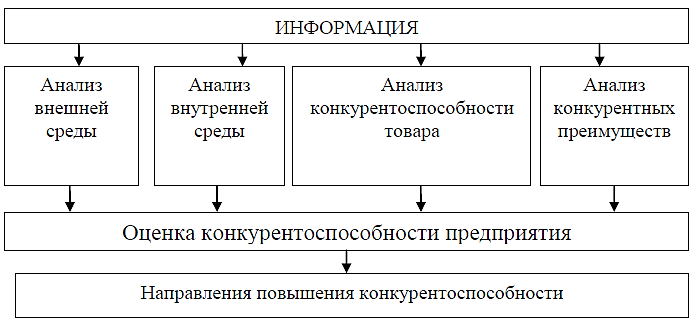 ИНФОРМАЦИЯ
Анализ
внешней
среды
Анализ
внутренней
среды
Анализ
конкурентоспособности
товара
Анализ
конкурентных
преимуществ
Оценка конкурентоспособности предприятия
Направления повышения конкурентоспособности